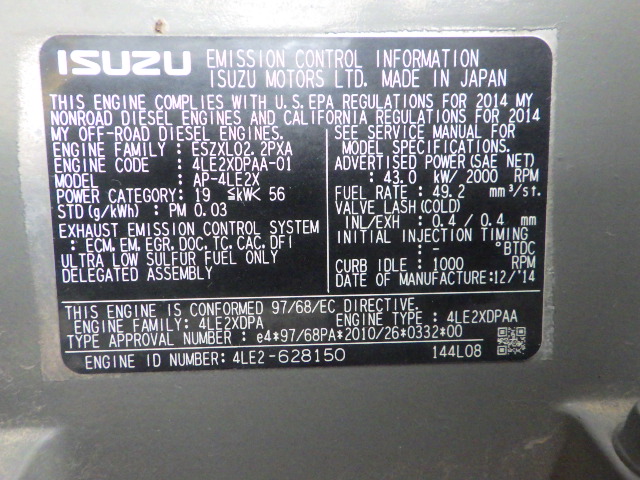 ISUZU EMISSION CONTROL INFORMATION
ISUZU MOTORS LTD. MADE IN JAPAN
THIS ENGINE COMPLIES WITH U.S. EPA REGULATIONS FOR 2014 MY
NONROAD DIESEL ENGINES AND CALIFORNIA REGULATIONS FOR 2014
MY OFF-ROAD DIESEL ENGINES.
ENGINE FAMILY : ESZXL02.2PXA
ENGINE CODE : 4LE2XDPAA-01
MODEL : AP-4LE2X
POWER CATEGORY: 19 ≦kW< 56
STD (g/kWh) : PM 0.03
EXHAUST EMISSION CONTROL SYSTEM
: ECM, EM, EGR, DOC, TC, CAC, DFI
ULTRA LOW SULFUR FUEL ONLY
DELEGATED ASSEMBLY
SEE SERVICE MANUAL FOR
MODEL SPECIFICATIONS.
ADVERTISED POWER (SAE NET)
: 43.0 kW/ 2000 RPM
FUEL RATE : 49.2 mm³/st.
VALVE LASH (COLD)
INL/EXH : 0.4 / 0.4 mm
INITIAL INJECTION TIMING
: – °BTDC
CURB IDLE : 1000 RPM
DATE OF MANUFACTURE:12/'14
THIS ENGINE IS CONFORMED 97/68/EC DIRECTIVE.
ENGINE FAMILY: 4LE2XDPA ENGINE TYPE : 4LE2XDPAA
TYPE APPROVAL NUMBER : e4*97/68PA*2010/26*0332*00
ENGINE ID NUMBER: 4LE2-628150 144L08